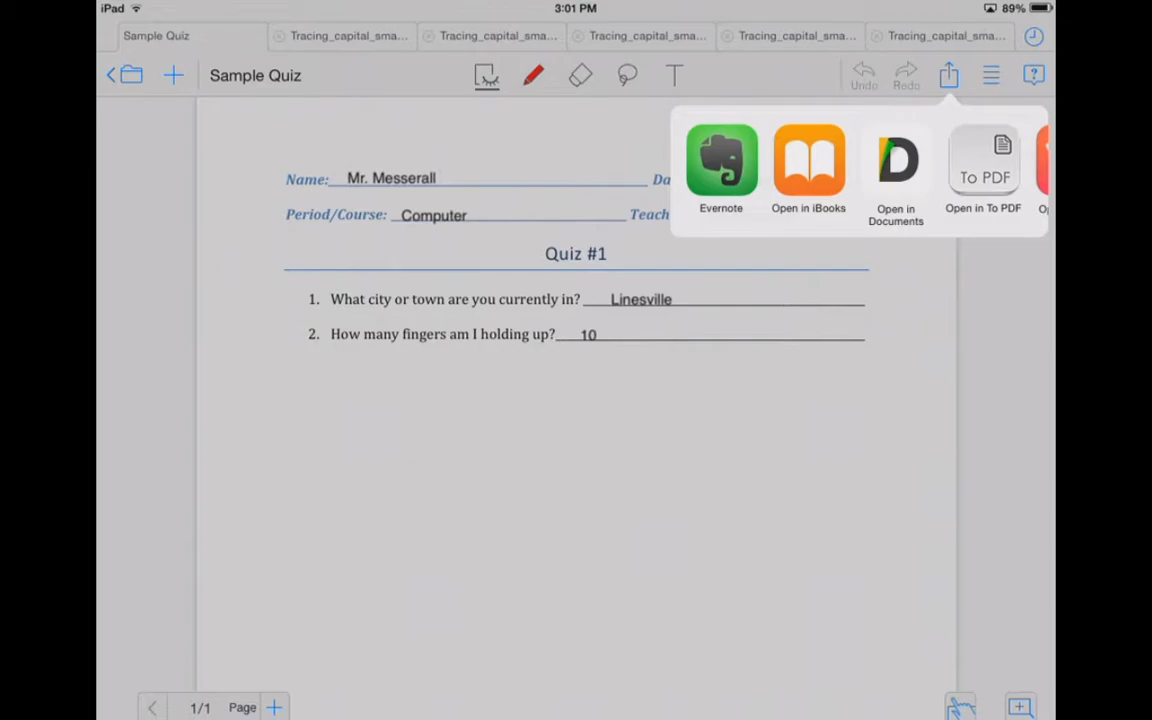 iPad 3:01 PM 89%
Sample Quiz Tracing_capital_sma... Tracing_capital_sma... Tracing_capital_sma... Tracing_capital_sma... Tracing_capital_sma...
Sample Quiz T Undo Redo ?
To PDF
Evernote Open in iBooks Open in Documents Open in To PDF
Name: Mr. Messerall Da
Period/Course: Computer Teach
Quiz #1
1. What city or town are you currently in? Linesville
2. How many fingers am I holding up? 10
1/1 Page